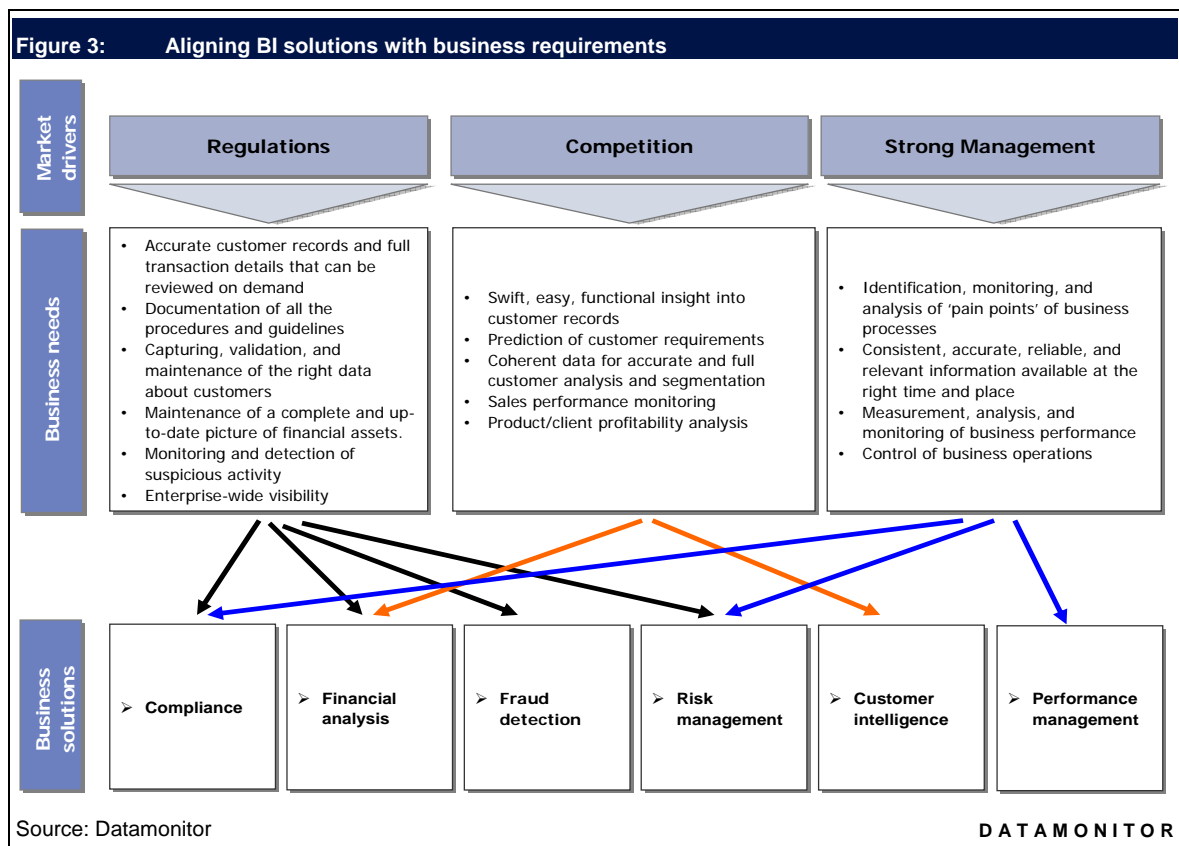 Figure 3: Aligning BI solutions with business requirements
Market
drivers
Regulations
Competition
Strong Management
Business needs
• Accurate customer records and full
transaction details that can be
reviewed on demand
• Documentation of all the
procedures and guidelines
• Capturing, validation, and
maintenance of the right data
about customers
• Maintenance of a complete and up-
to-date picture of financial assets.
• Monitoring and detection of
suspicious activity
• Enterprise-wide visibility
• Swift, easy, functional insight into
customer records
• Prediction of customer requirements
• Coherent data for accurate and full
customer analysis and segmentation
• Sales performance monitoring
• Product/client profitability analysis
• Identification, monitoring, and
analysis of ‘pain points’ of business
processes
• Consistent, accurate, reliable, and
relevant information available at the
right time and place
• Measurement, analysis, and
monitoring of business performance
• Control of business operations
Business
solutions
➢ Compliance
➢ Financial
analysis
➢ Fraud
detection
➢ Risk
management
➢ Customer
intelligence
➢ Performance
management
Source: Datamonitor
DATAMONITOR